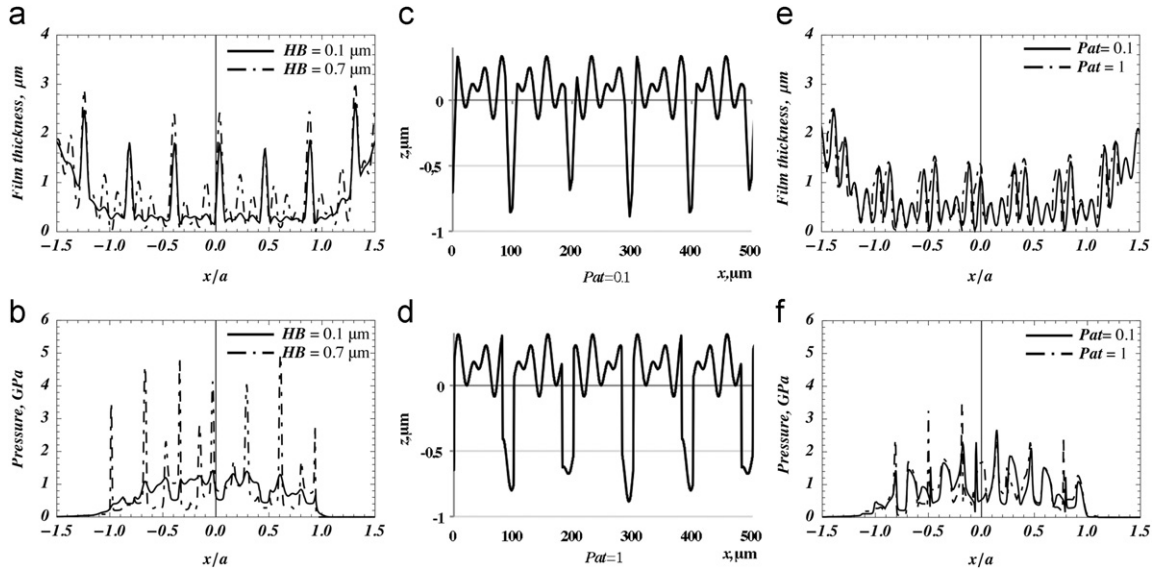 a
4
3
2
1
0
Film thickness, μm
HB = 0.1 μm
HB = 0.7 μm
−1.5 −1.0 −0.5 0.0 0.5 1.0 1.5
x/a
b
6
5
4
3
2
1
0
Pressure, GPa
HB = 0.1 μm
HB = 0.7 μm
−1.5 −1.0 −0.5 0.0 0.5 1.0 1.5
x/a
c
0
-0,5
-1
z,μm
0 100 200 300 400 500
x,μm
Pat=0.1
d
0
-0,5
-1
z,μm
0 100 200 300 400 500
x,μm
Pat=1
e
4
3
2
1
0
Film thickness, μm
Pat= 0.1
Pat = 1
−1.5 −1.0 −0.5 0.0 0.5 1.0 1.5
x/a
f
6
5
4
3
2
1
0
Pressure, GPa
Pat= 0.1
Pat = 1
−1.5 −1.0 −0.5 0.0 0.5 1.0 1.5
x/a